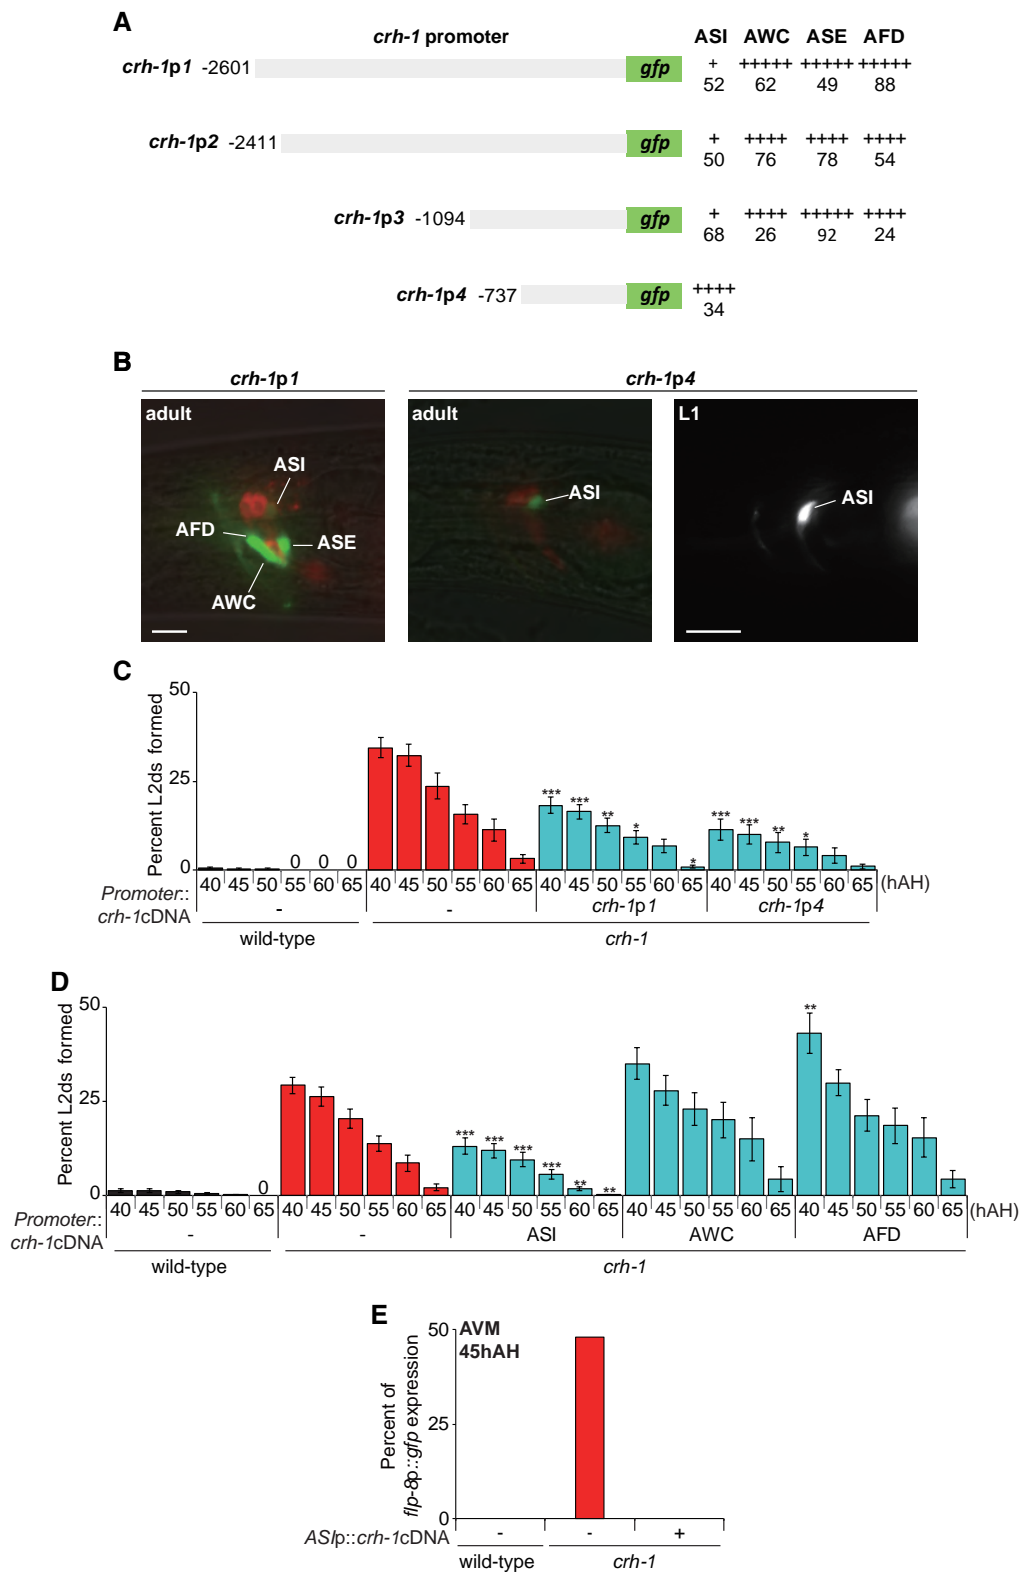 A
crh-1 promoter
ASI AWC ASE AFD
crh-1p1 -2601 gfp + +++++ +++++ +++++
52 62 49 88
crh-1p2 -2411 gfp + ++++ ++++ ++++
50 76 78 54
crh-1p3 -1094 gfp + ++++ +++++ ++++
68 26 92 24
crh-1p4 -737 gfp ++++
34
B
crh-1p1 crh-1p4
adult adult L1
ASI
AFD
ASE
AWC
ASI
ASI
C
Percent L2ds formed
50
25
0
0 0 0
*** *** ** * * *** *** ** *
40 45 50 55 60 65 40 45 50 55 60 65 40 45 50 55 60 65 40 45 50 55 60 65 (hAH)
Promoter::
crh-1cDNA
- - crh-1p1 crh-1p4
wild-type crh-1
D
Percent L2ds formed
50
25
0
0
*** *** *** *** ** ** **
40 45 50 55 60 65 40 45 50 55 60 65 40 45 50 55 60 65 40 45 50 55 60 65 40 45 50 55 60 65 (hAH)
Promoter::
crh-1cDNA
- - ASI AWC AFD
wild-type crh-1
E
AVM
45hAH
Percent of
flp-8p::gfp expression
50
25
0
ASIp::crh-1cDNA - - +
wild-type crh-1